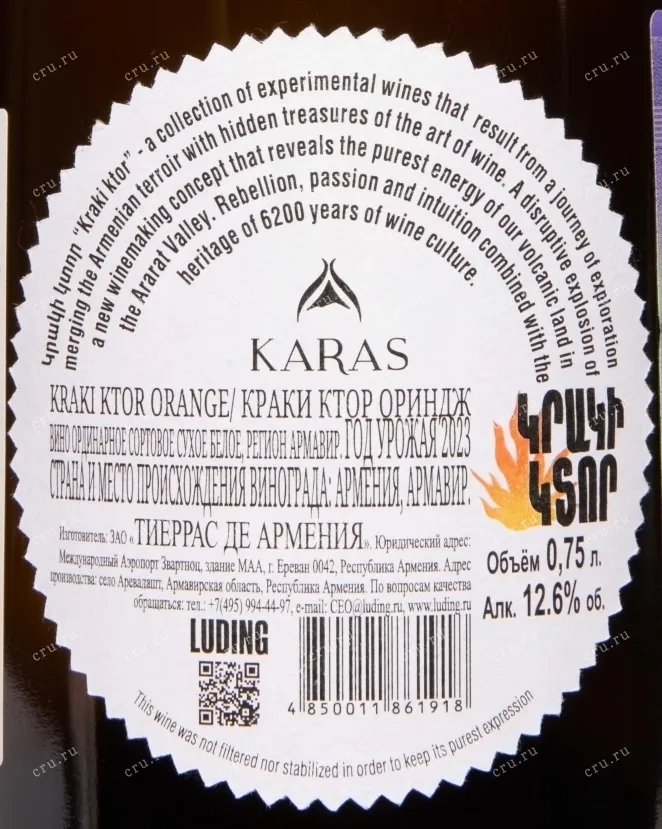 Կրակի կտոր "Kraki ktor" - a collection of experimental wines that result from a journey of exploration
merging the Armenian terroir with hidden treasures of the art of wine. A disruptive explosion of
a new winemaking concept that reveals the purest energy of our volcanic land in
the Ararat Valley. Rebellion, passion and intuition combined with the
heritage of 6200 years of wine culture.
KARAS
KRAKI KTOR ORANGE/ КРАКИ КТОР ОРИНДЖ
ВИНО ОРДИНАРНОЕ СОРТОВОЕ СУХОЕ БЕЛОЕ, РЕГИОН АРМАВИР. ГОД УРОЖАЯ 2023
СТРАНА И МЕСТО ПРОИСХОЖДЕНИЯ ВИНОГРАДА: АРМЕНИЯ, АРМАВИР.
Изготовитель: ЗАО «ТИЕРРАС ДЕ АРМЕНИЯ». Юридический адрес:
Международный Аэропорт Звартноц, здание МАА, г. Ереван 0042, Республика Армения. Адрес
производства: село Аревалашт, Армавирская область, Республика Армения. По вопросам качества
обращаться: тел.: +7(495) 994-44-97, e-mail: CEO@luding.ru, www.luding.ru
ԿՐԱԿԻ
ԿՏՈՐ
Объём 0,75 л.
Алк. 12.6% об.
LUDING
4 850011 861918
This wine was not filtered nor stabilized in order to keep its purest expression
cru.ru